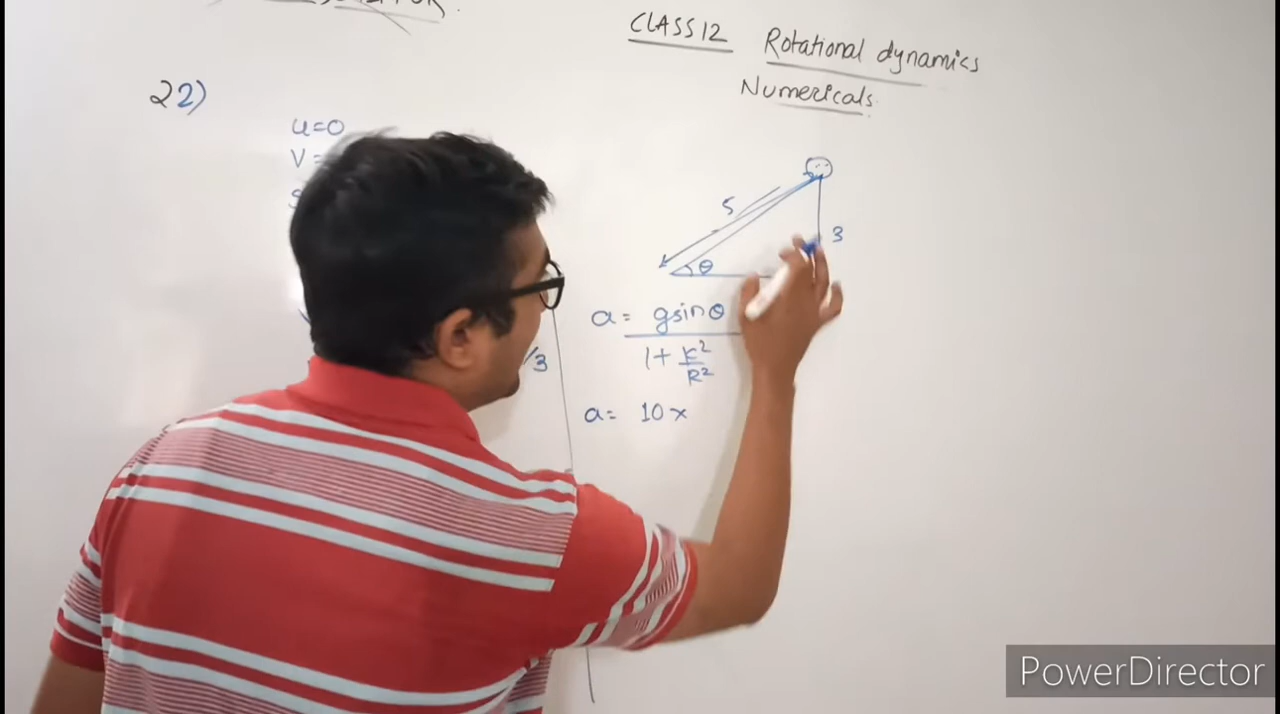 CLASS 12 Rotational dynamics
Numericals.
22)
u=0
V=
S
5
3
θ
a= gsinθ
1+ K²
R²
/3
a= 10 x
PowerDirector